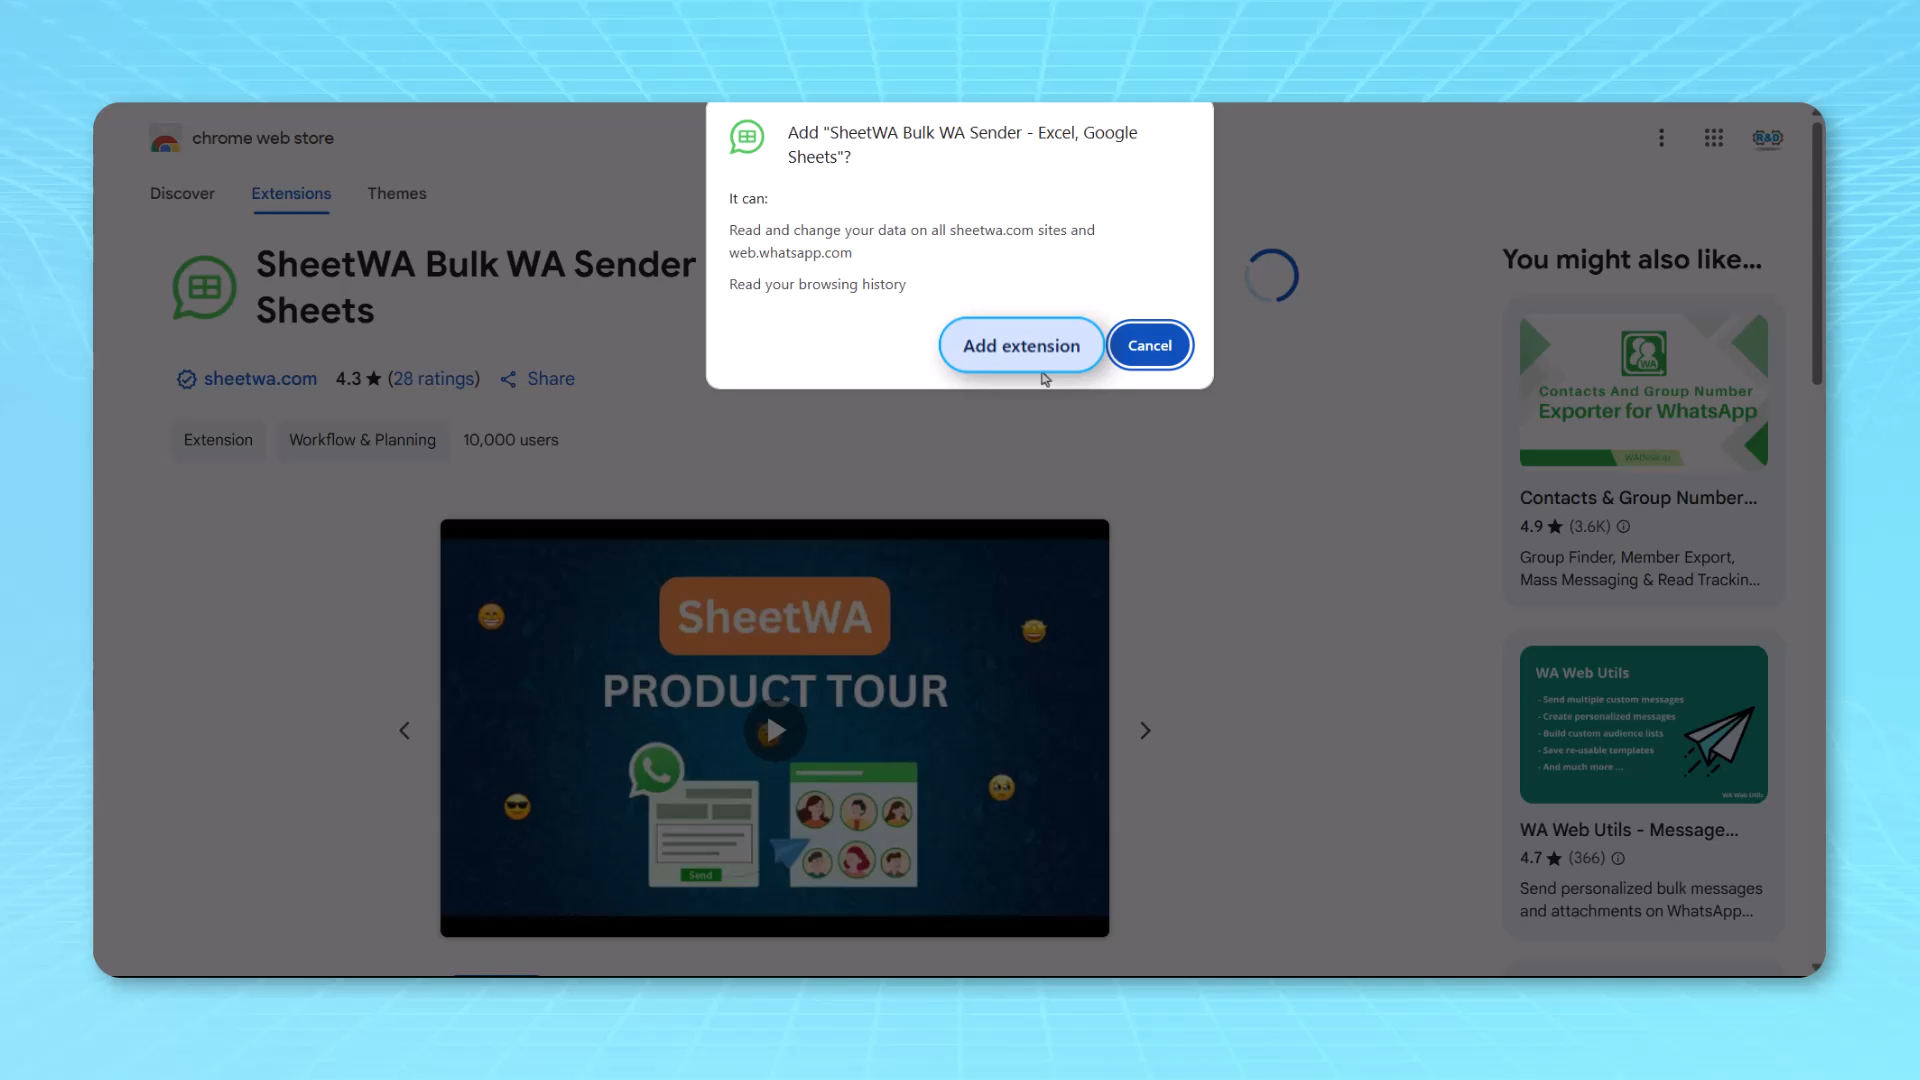 chrome web store
R&D
Discover
Extensions
Themes
Add "SheetWA Bulk WA Sender - Excel, Google
Sheets"?
It can:
Read and change your data on all sheetwa.com sites and
web.whatsapp.com
Read your browsing history
Add extension
Cancel
SheetWA Bulk WA Sender
Sheets
sheetwa.com
4.3 ★ (28 ratings)
Share
Extension
Workflow & Planning
10,000 users
SheetWA
PRODUCT TOUR
Send
You might also like...
WA
Contacts And Group Number
Exporter for WhatsApp
Contacts & Group Number...
4.9 ★ (3.6K)
Group Finder, Member Export,
Mass Messaging & Read Trackin...
WA Web Utils
- Send multiple custom messages
- Create personalized messages
- Build custom audience lists
- Save re-usable templates
- And much more ...
WA Web Utils
WA Web Utils - Message...
4.7 ★ (366)
Send personalized bulk messages
and attachments on WhatsApp...